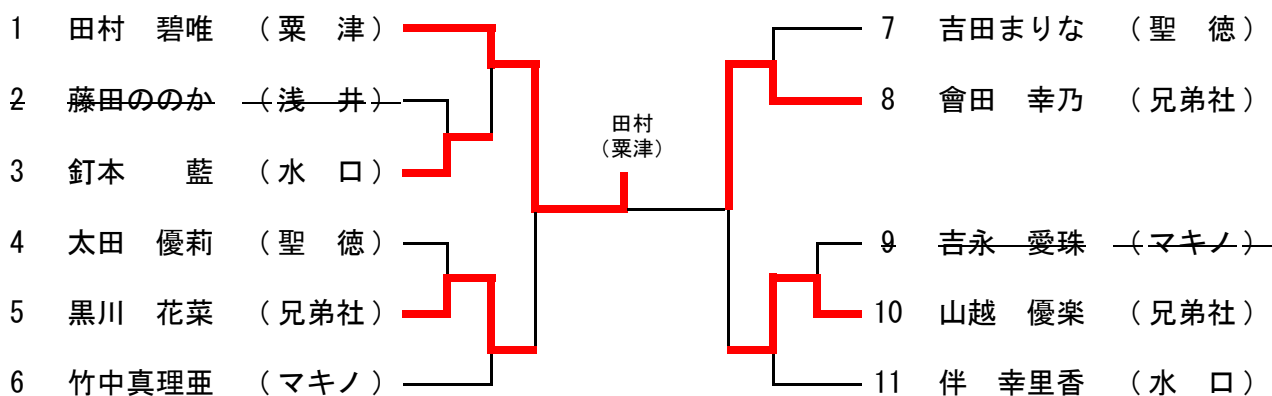 1 田村 碧唯 (粟 津)
2 藤田ののか (浅 井)
3 釘本 藍 (水 口)
4 太田 優莉 (聖 徳)
5 黒川 花菜 (兄弟社)
6 竹中真理亜 (マキノ)
田村
(粟津)
7 吉田まりな (聖 徳)
8 會田 幸乃 (兄弟社)
9 吉永 愛珠 (マキノ)
10 山越 優楽 (兄弟社)
11 伴 幸里香 (水 口)